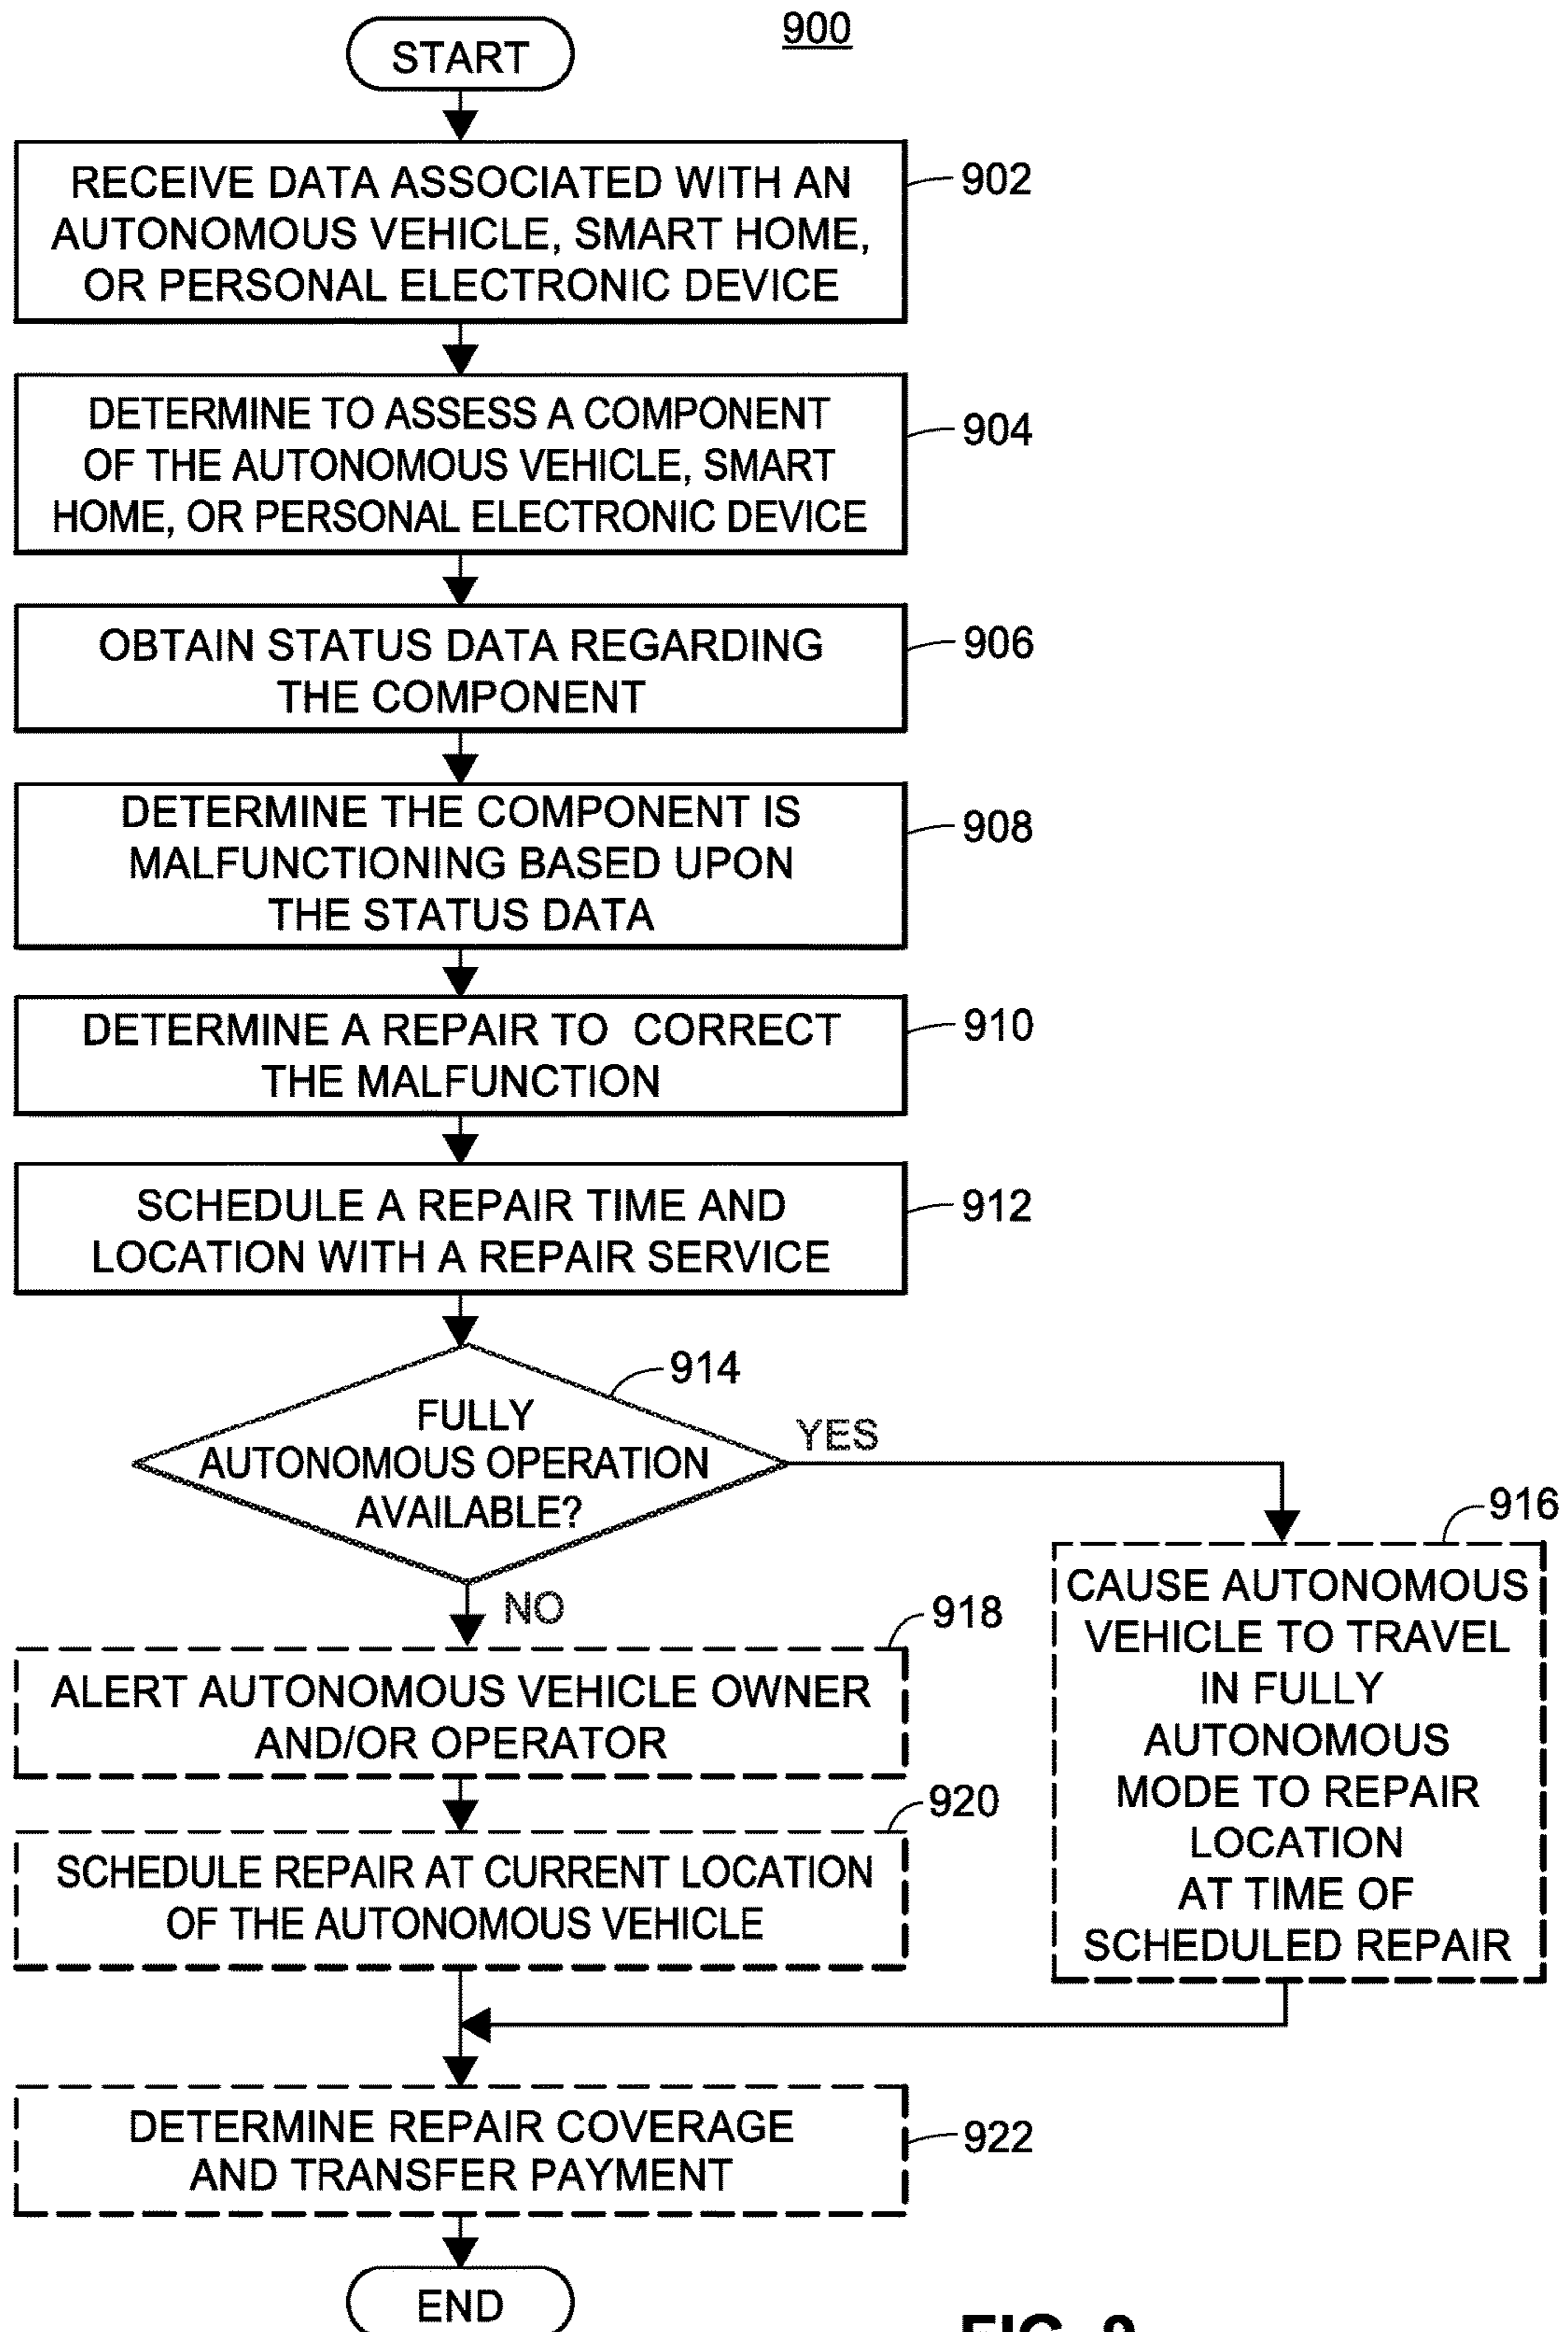 900
START
RECEIVE DATA ASSOCIATED WITH AN
AUTONOMOUS VEHICLE, SMART HOME,
OR PERSONAL ELECTRONIC DEVICE
902
DETERMINE TO ASSESS A COMPONENT
OF THE AUTONOMOUS VEHICLE, SMART
HOME, OR PERSONAL ELECTRONIC DEVICE
904
OBTAIN STATUS DATA REGARDING
THE COMPONENT
906
DETERMINE THE COMPONENT IS
MALFUNCTIONING BASED UPON
THE STATUS DATA
908
DETERMINE A REPAIR TO CORRECT
THE MALFUNCTION
910
SCHEDULE A REPAIR TIME AND
LOCATION WITH A REPAIR SERVICE
912
FULLY
AUTONOMOUS OPERATION
AVAILABLE?
914
YES
CAUSE AUTONOMOUS
VEHICLE TO TRAVEL
IN FULLY
AUTONOMOUS
MODE TO REPAIR
LOCATION
AT TIME OF
SCHEDULED REPAIR
916
NO
ALERT AUTONOMOUS VEHICLE OWNER
AND/OR OPERATOR
918
SCHEDULE REPAIR AT CURRENT LOCATION
OF THE AUTONOMOUS VEHICLE
920
DETERMINE REPAIR COVERAGE
AND TRANSFER PAYMENT
922
END
FIG. 9